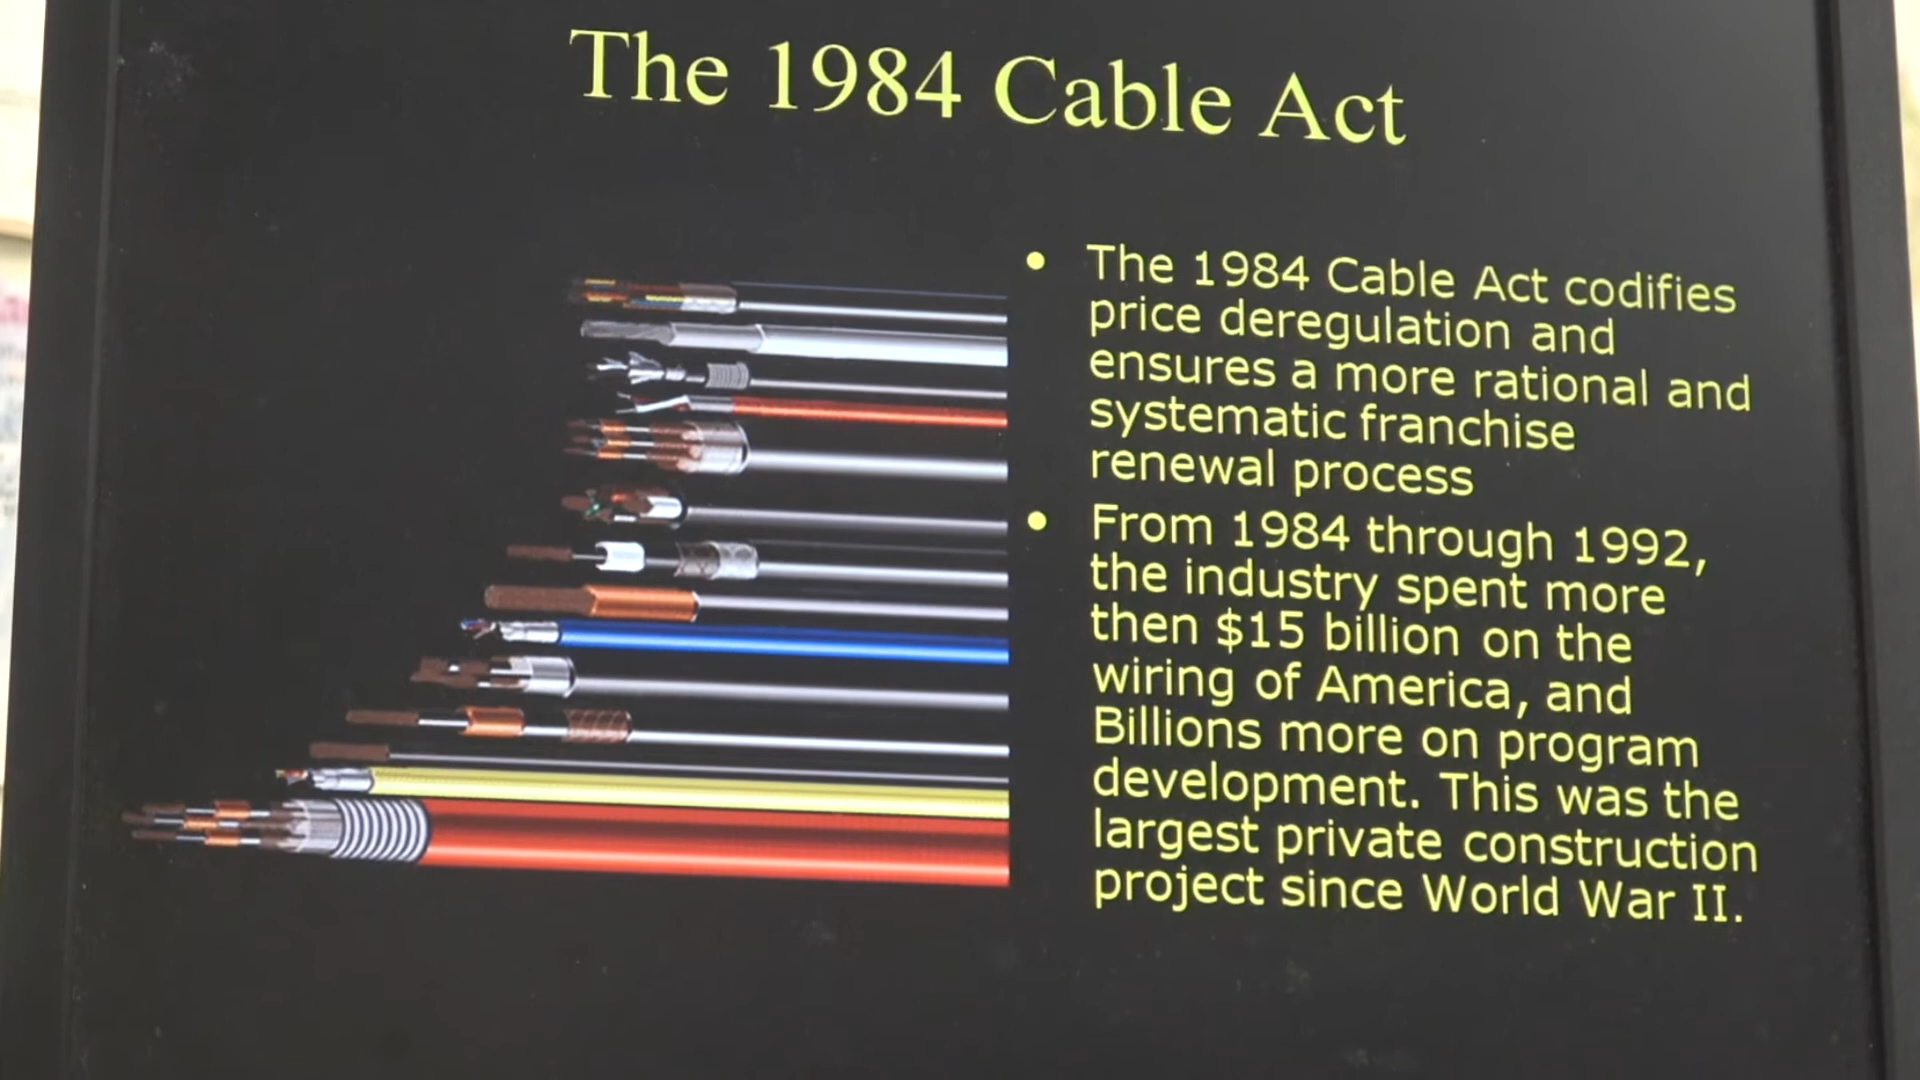 The 1984 Cable Act
• The 1984 Cable Act codifies
price deregulation and
ensures a more rational and
systematic franchise
renewal process
• From 1984 through 1992,
the industry spent more
then $15 billion on the
wiring of America, and
Billions more on program
development. This was the
largest private construction
project since World War II.